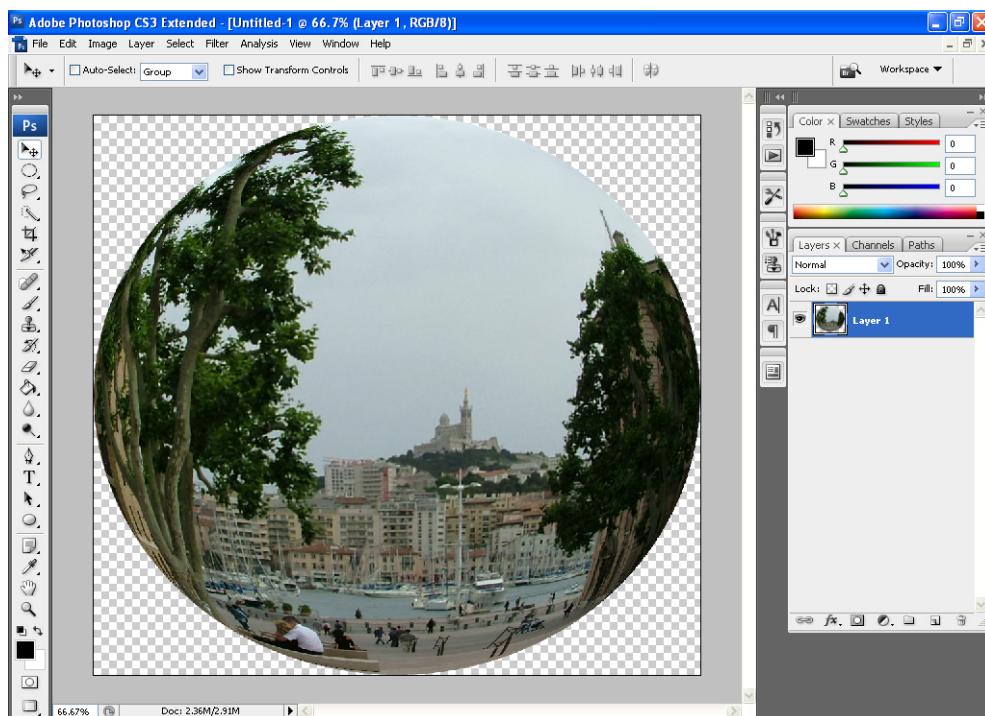 Ps Adobe Photoshop CS3 Extended - [Untitled-1 @ 66.7% (Layer 1, RGB/8)]
File Edit Image Layer Select Filter Analysis View Window Help
Auto-Select: Group Show Transform Controls Workspace
Ps
Color × Swatches Styles
R 0
G 0
B 0
Layers × Channels Paths
Normal Opacity: 100%
Lock: Fill: 100%
Layer 1
A
T
fx.
66.67% Doc: 2.36M/2.91M